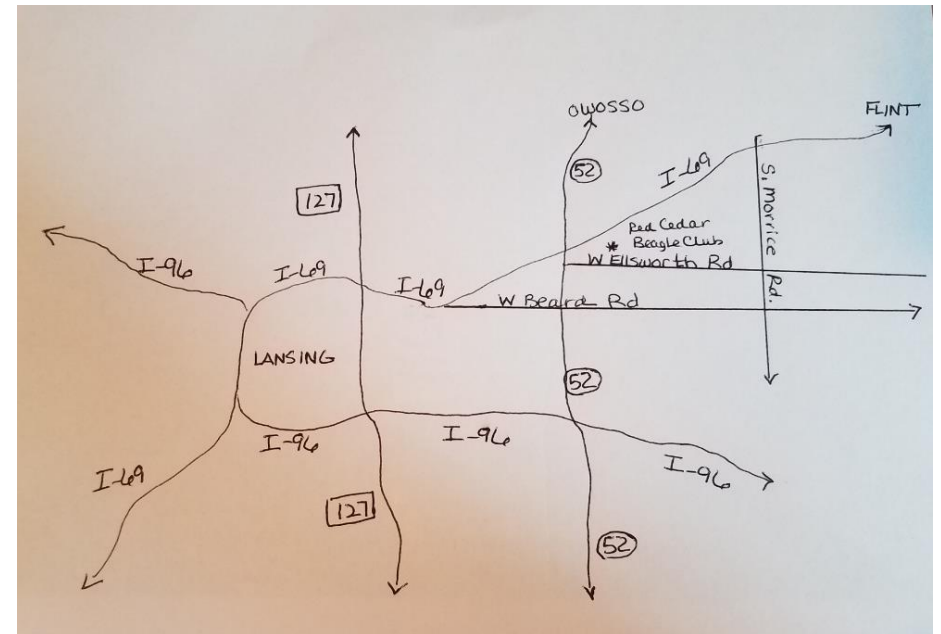 OWOSSO
FLINT
52
I-69
127
S. Morrice Rd.
Red Cedar
* Beagle Club
W Ellsworth Rd
I-96
I-69
I-69
W Beard Rd
LANSING
52
I-96
I-96
I-96
I-69
127
52